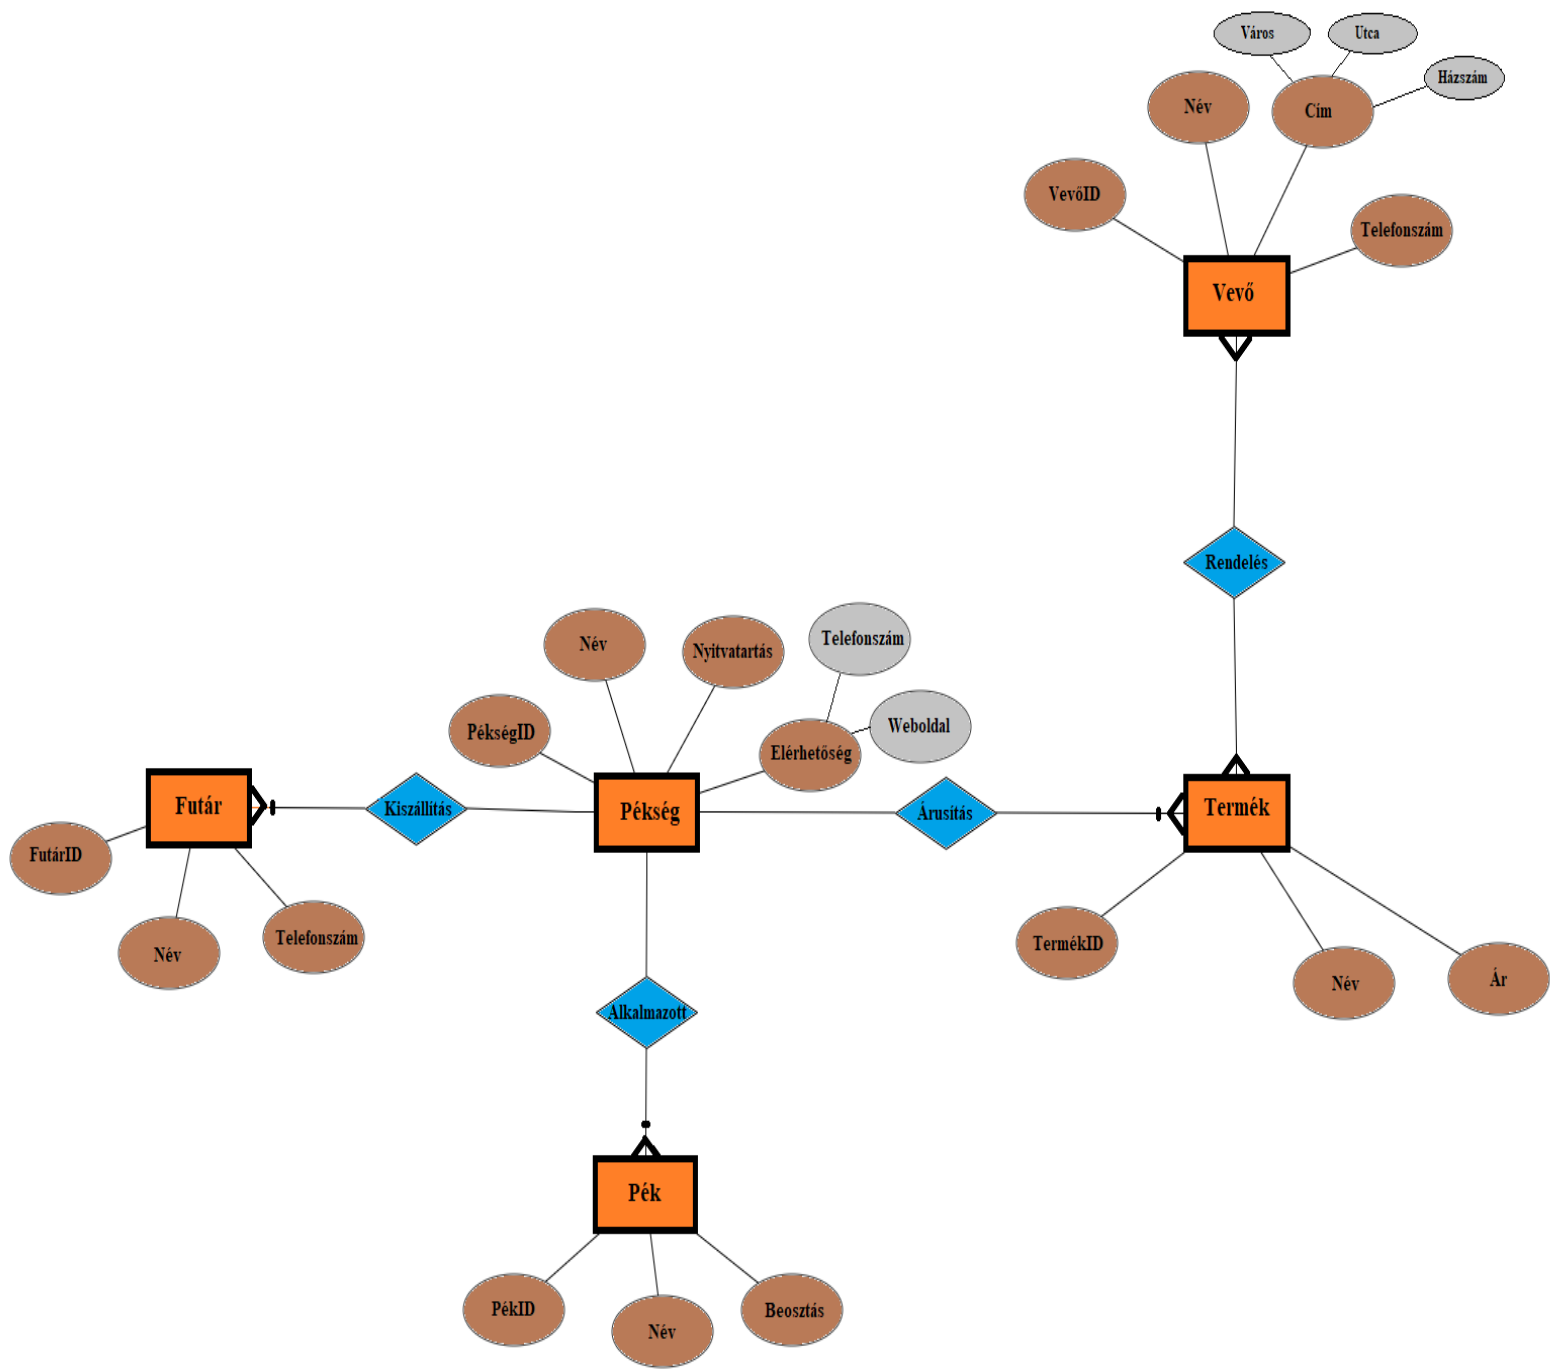 Város
Utca
Házszám
Név
Cím
VevőID
Telefonszám
Vevő
Rendelés
Név
Nyitvatartás
Telefonszám
PékségID
Elérhetőség
Weboldal
Futár
Kiszállítás
Pékség
Árusítás
Termék
FutárID
Név
Telefonszám
TermékID
Név
Ár
Alkalmazott
Pék
PékID
Név
Beosztás